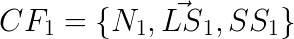 $CF_1 = \{N_1, \vec{LS}_1, SS_1\}$